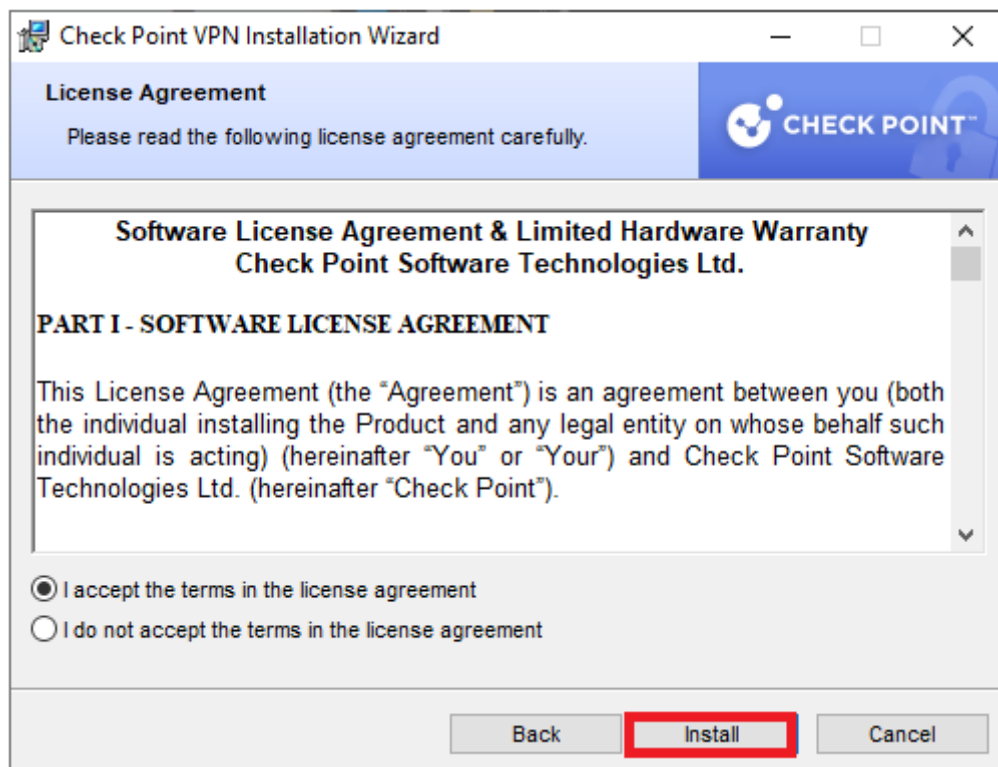 Check Point VPN Installation Wizard
License Agreement
Please read the following license agreement carefully.
CHECK POINT™
Software License Agreement & Limited Hardware Warranty
Check Point Software Technologies Ltd.
PART I - SOFTWARE LICENSE AGREEMENT
This License Agreement (the “Agreement”) is an agreement between you (both
the individual installing the Product and any legal entity on whose behalf such
individual is acting) (hereinafter “You” or “Your”) and Check Point Software
Technologies Ltd. (hereinafter “Check Point”).
I accept the terms in the license agreement
I do not accept the terms in the license agreement
Back
Install
Cancel